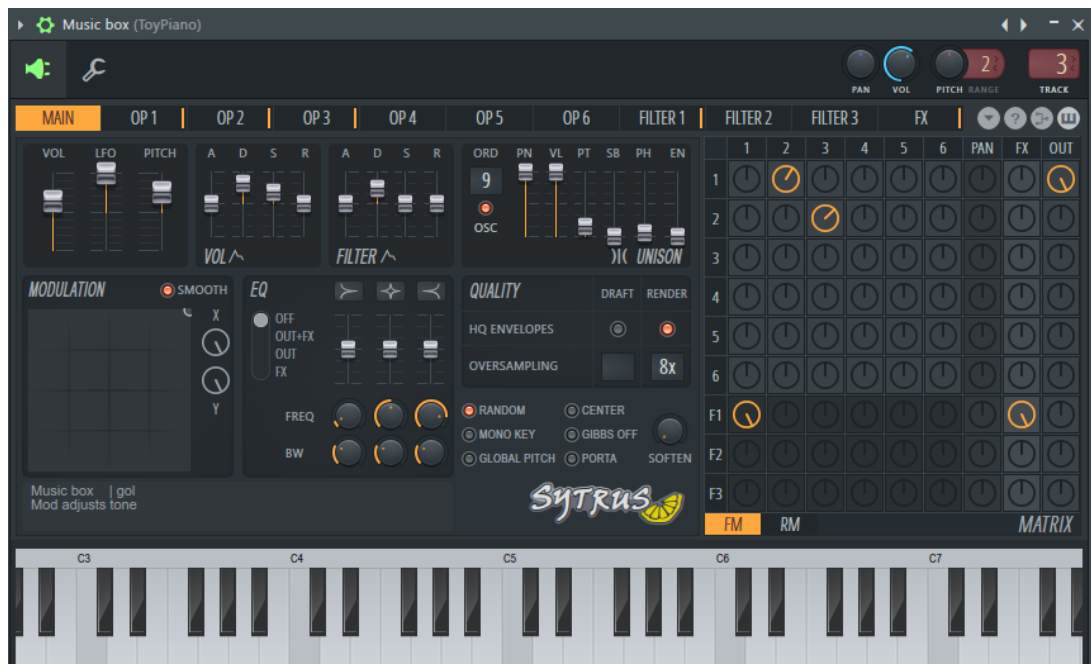 Music box (ToyPiano)
2
3
PAN VOL PITCH RANGE TRACK
MAIN OP 1 OP 2 OP 3 OP 4 OP 5 OP 6 FILTER 1 FILTER 2 FILTER 3 FX ?
VOL LFO PITCH
A D S R
VOL
A D S R
FILTER
ORD PN VL PT SB PH EN
9
OSC
UNISON
MODULATION
SMOOTH
X
Y
EQ
OFF
OUT+FX
OUT
FX
FREQ
BW
QUALITY DRAFT RENDER
HQ ENVELOPES
OVERSAMPLING 8x
RANDOM CENTER
MONO KEY GIBBS OFF
GLOBAL PITCH PORTA SOFTEN
Music box | gol
Mod adjusts tone
SYTRUS
1 2 3 4 5 6 PAN FX OUT
1
2
3
4
5
6
F1
F2
F3
FM RM MATRIX
C3 C4 C5 C6 C7